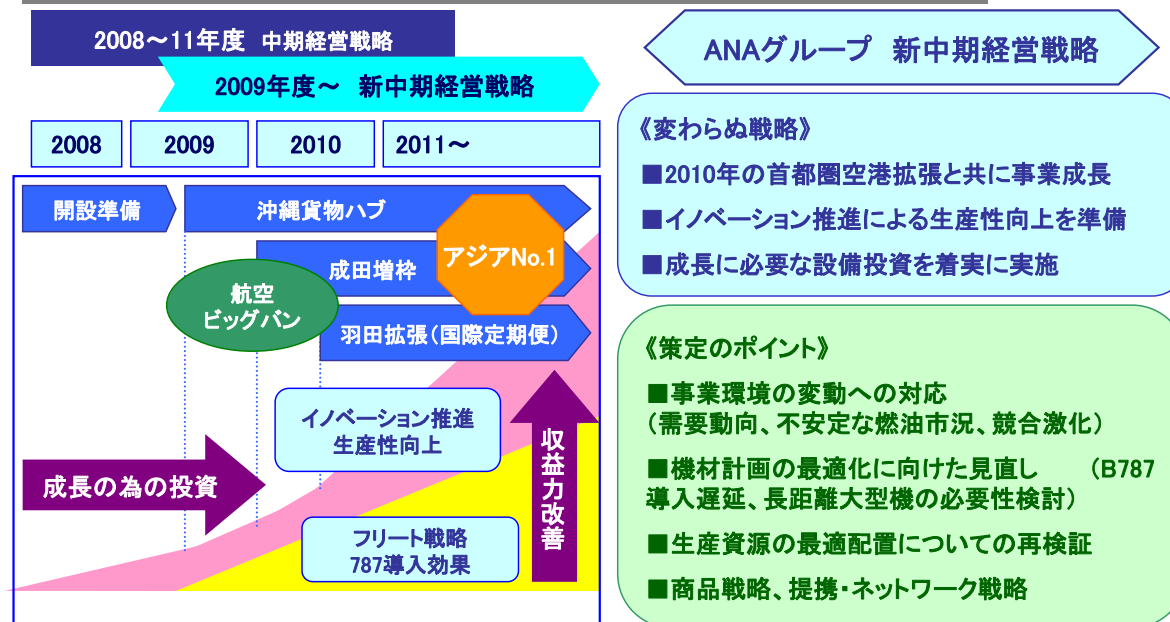 2008～11年度 中期経営戦略
2009年度～ 新中期経営戦略
2008
2009
2010
2011～
開設準備
沖縄貨物ハブ
成田増枠
アジアNo.1
航空
ビッグバン
羽田拡張(国際定期便)
イノベーション推進
生産性向上
成長の為の投資
収益力改善
フリート戦略
787導入効果
ANAグループ 新中期経営戦略
《変わらぬ戦略》
■2010年の首都圏空港拡張と共に事業成長
■イノベーション推進による生産性向上を準備
■成長に必要な設備投資を着実に実施
《策定のポイント》
■事業環境の変動への対応
(需要動向、不安定な燃油市況、競合激化)
■機材計画の最適化に向けた見直し (B787
導入遅延、長距離大型機の必要性検討)
■生産資源の最適配置についての再検証
■商品戦略、提携・ネットワーク戦略